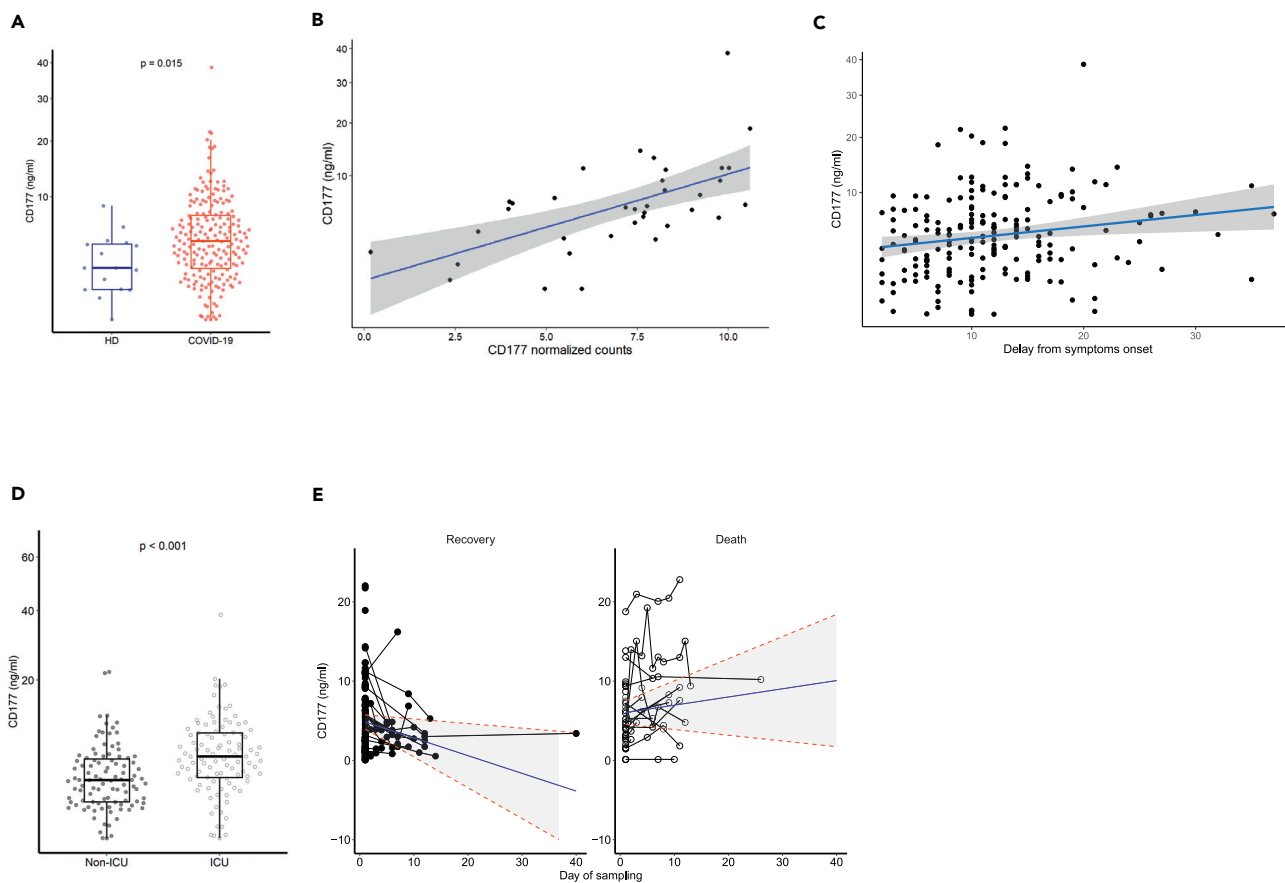 A
p = 0.015
40
30
20
10
CD177 (ng/ml)
HD
COVID-19
B
40
30
20
10
CD177 (ng/ml)
0.0
2.5
5.0
7.5
10.0
CD177 normalized counts
C
40
30
20
10
CD177 (ng/ml)
10
20
30
Delay from symptoms onset
D
p < 0.001
60
40
20
CD177 (ng/ml)
Non-ICU
ICU
E
Recovery
Death
20
10
0
−10
CD177 (ng/ml)
0
10
20
30
40
20
10
0
−10
0
10
20
30
40
Day of sampling